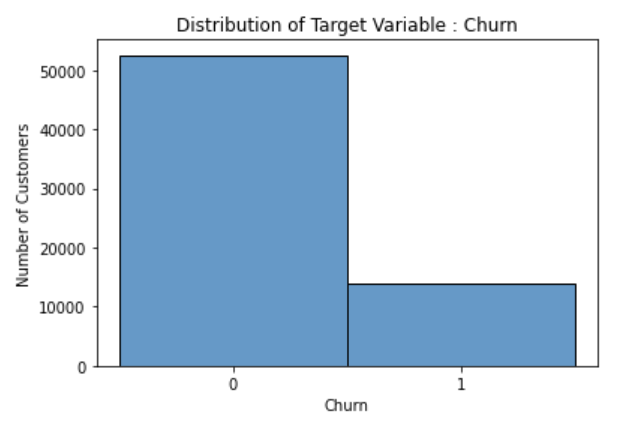 Distribution of Target Variable : Churn
Number of Customers
50000
40000
30000
20000
10000
0
0 1
Churn